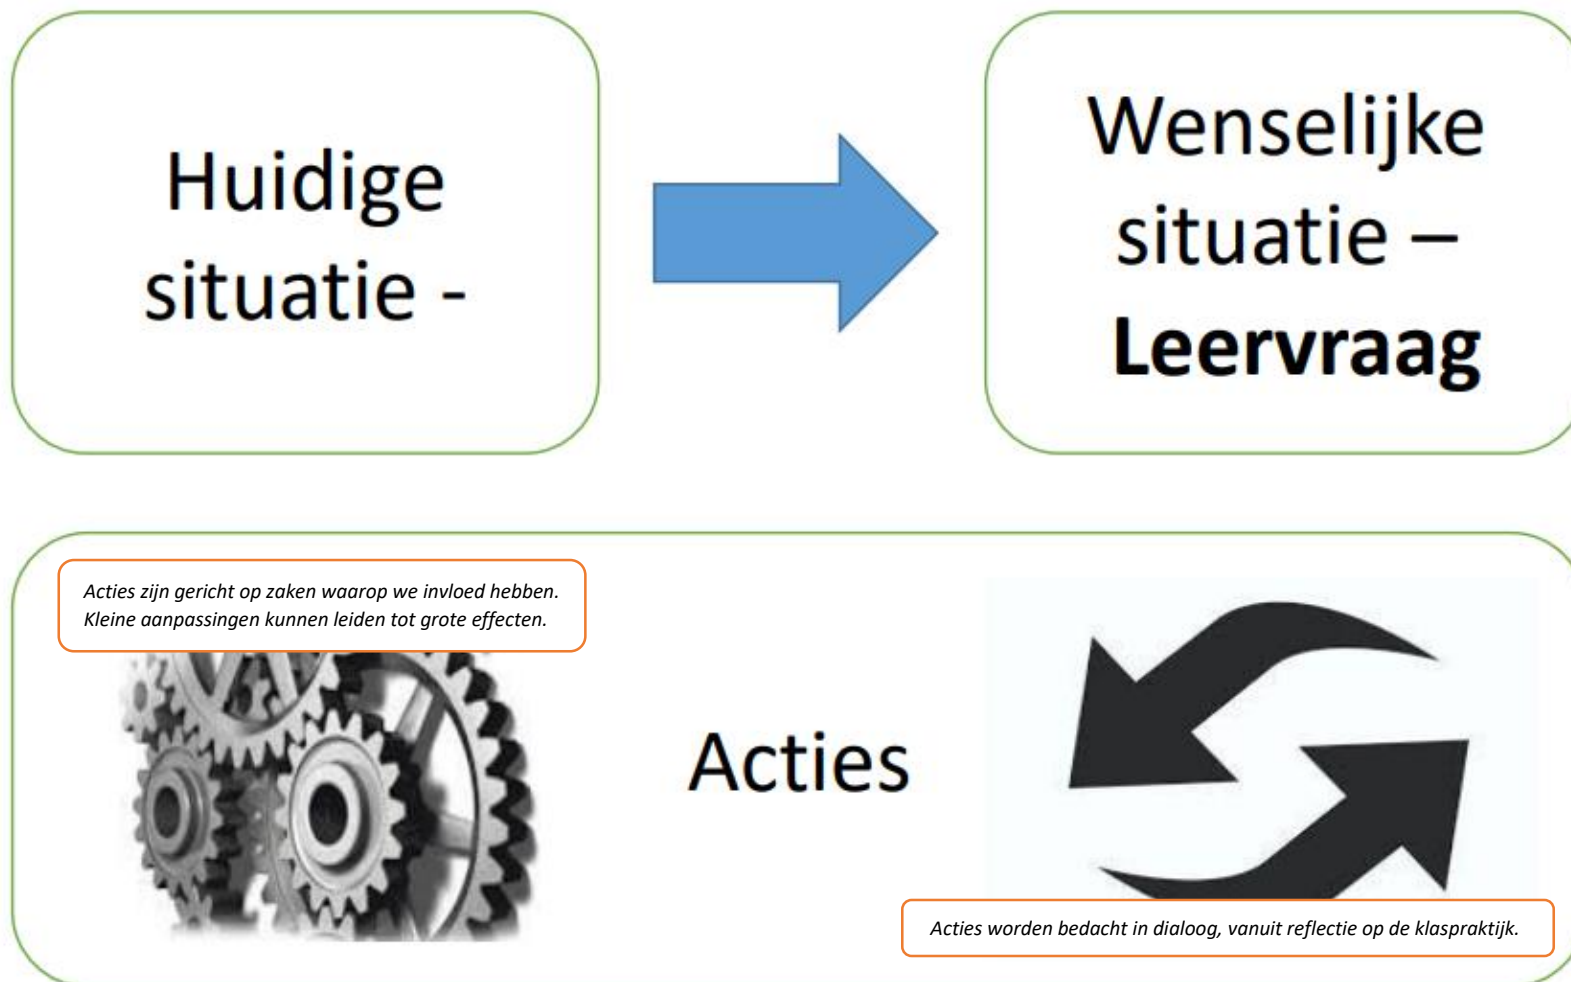 Huidige
situatie -
Wenselijke
situatie –
Leervraag
Acties zijn gericht op zaken waarop we invloed hebben.
Kleine aanpassingen kunnen leiden tot grote effecten.
Acties
Acties worden bedacht in dialoog, vanuit reflectie op de klaspraktijk.